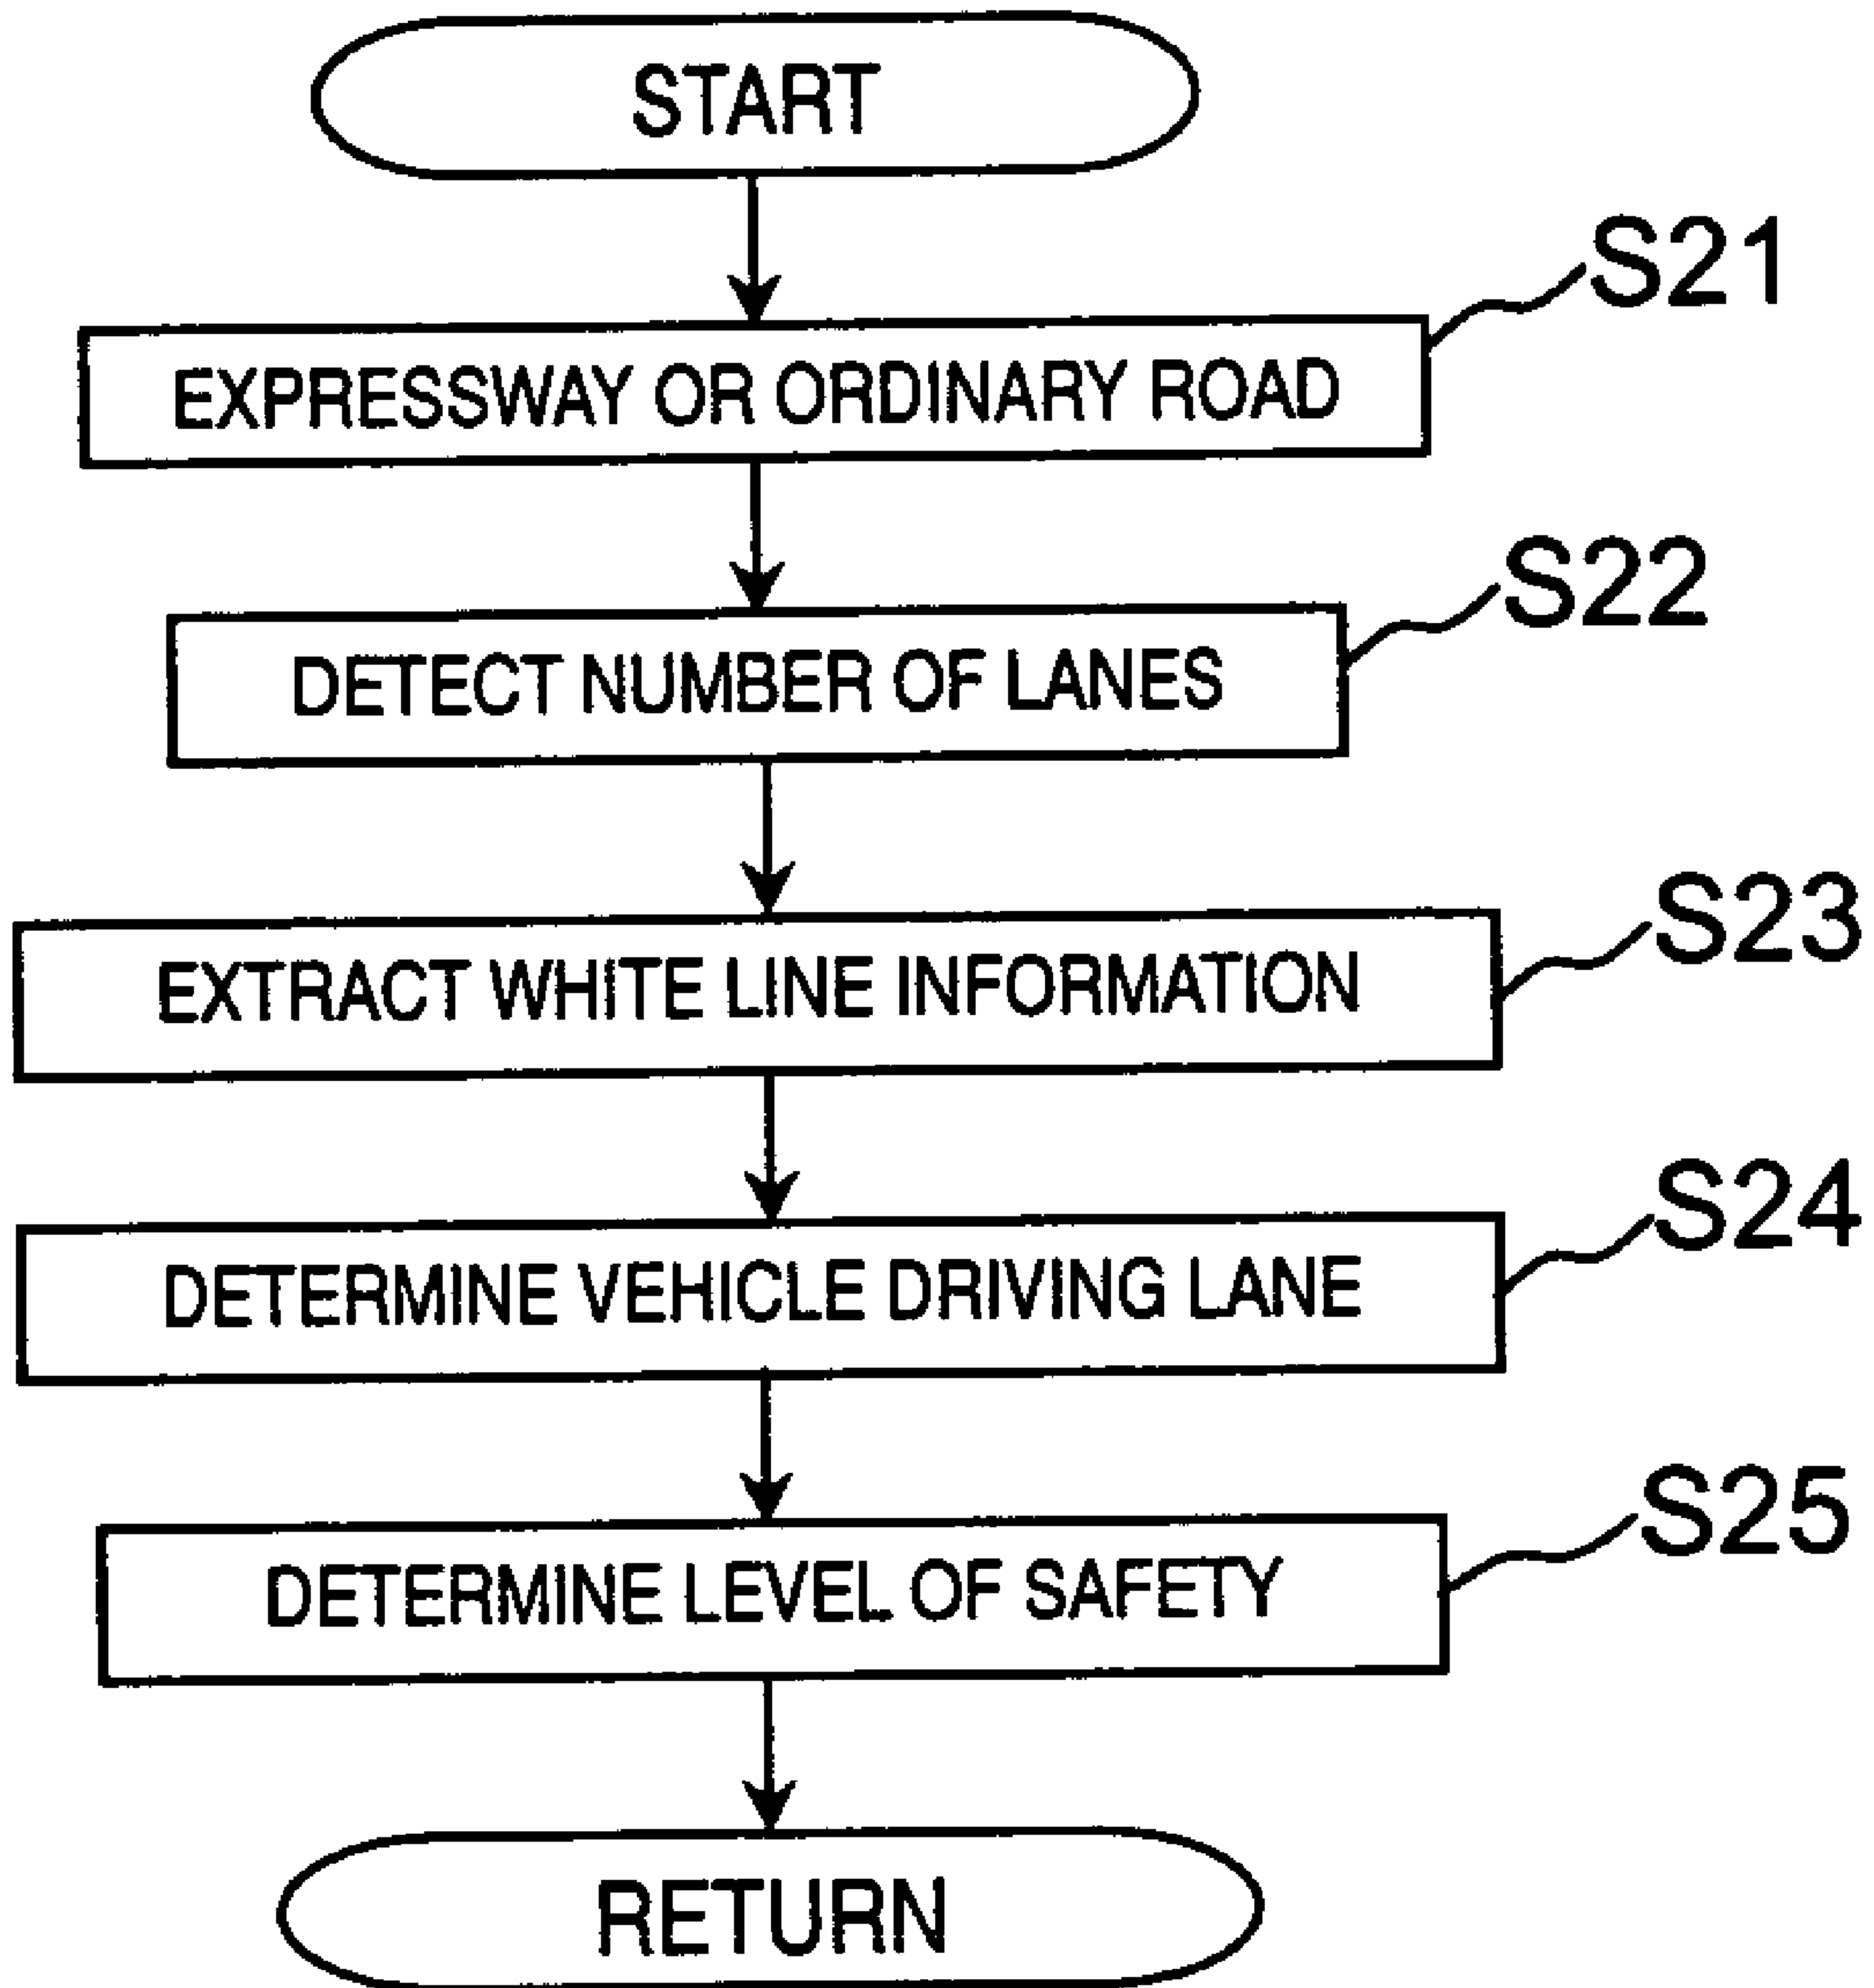 START
S21
EXPRESSWAY OR ORDINARY ROAD
S22
DETECT NUMBER OF LANES
S23
EXTRACT WHITE LINE INFORMATION
S24
DETERMINE VEHICLE DRIVING LANE
S25
DETERMINE LEVEL OF SAFETY
RETURN